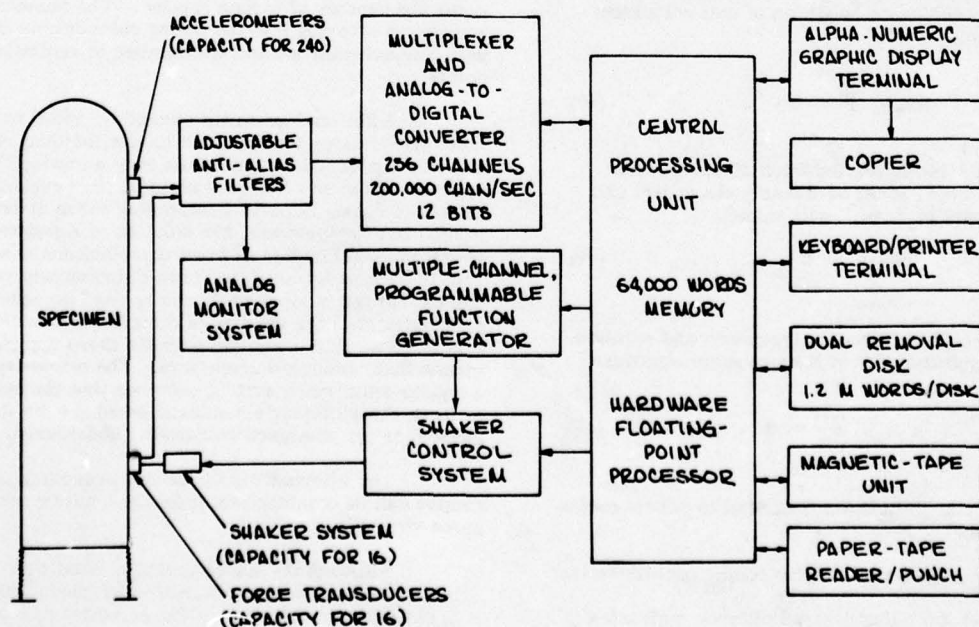 ACCELEROMETERS
(CAPACITY FOR 240)
MULTIPLEXER
AND
ANALOG-TO-
DIGITAL
CONVERTER
256 CHANNELS
200,000 CHAN/SEC
12 BITS
ADJUSTABLE
ANTI-ALIAS
FILTERS
ANALOG
MONITOR
SYSTEM
SPECIMEN
MULTIPLE-CHANNEL,
PROGRAMMABLE
FUNCTION
GENERATOR
SHAKER
CONTROL
SYSTEM
SHAKER SYSTEM
(CAPACITY FOR 16)
FORCE TRANSDUCERS
(CAPACITY FOR 16)
CENTRAL
PROCESSING
UNIT
64,000 WORDS
MEMORY
HARDWARE
FLOATING-
POINT
PROCESSOR
ALPHA-NUMERIC
GRAPHIC DISPLAY
TERMINAL
COPIER
KEYBOARD/PRINTER
TERMINAL
DUAL REMOVAL
DISK
1.2 M WORDS/DISK
MAGNETIC-TAPE
UNIT
PAPER-TAPE
READER/PUNCH